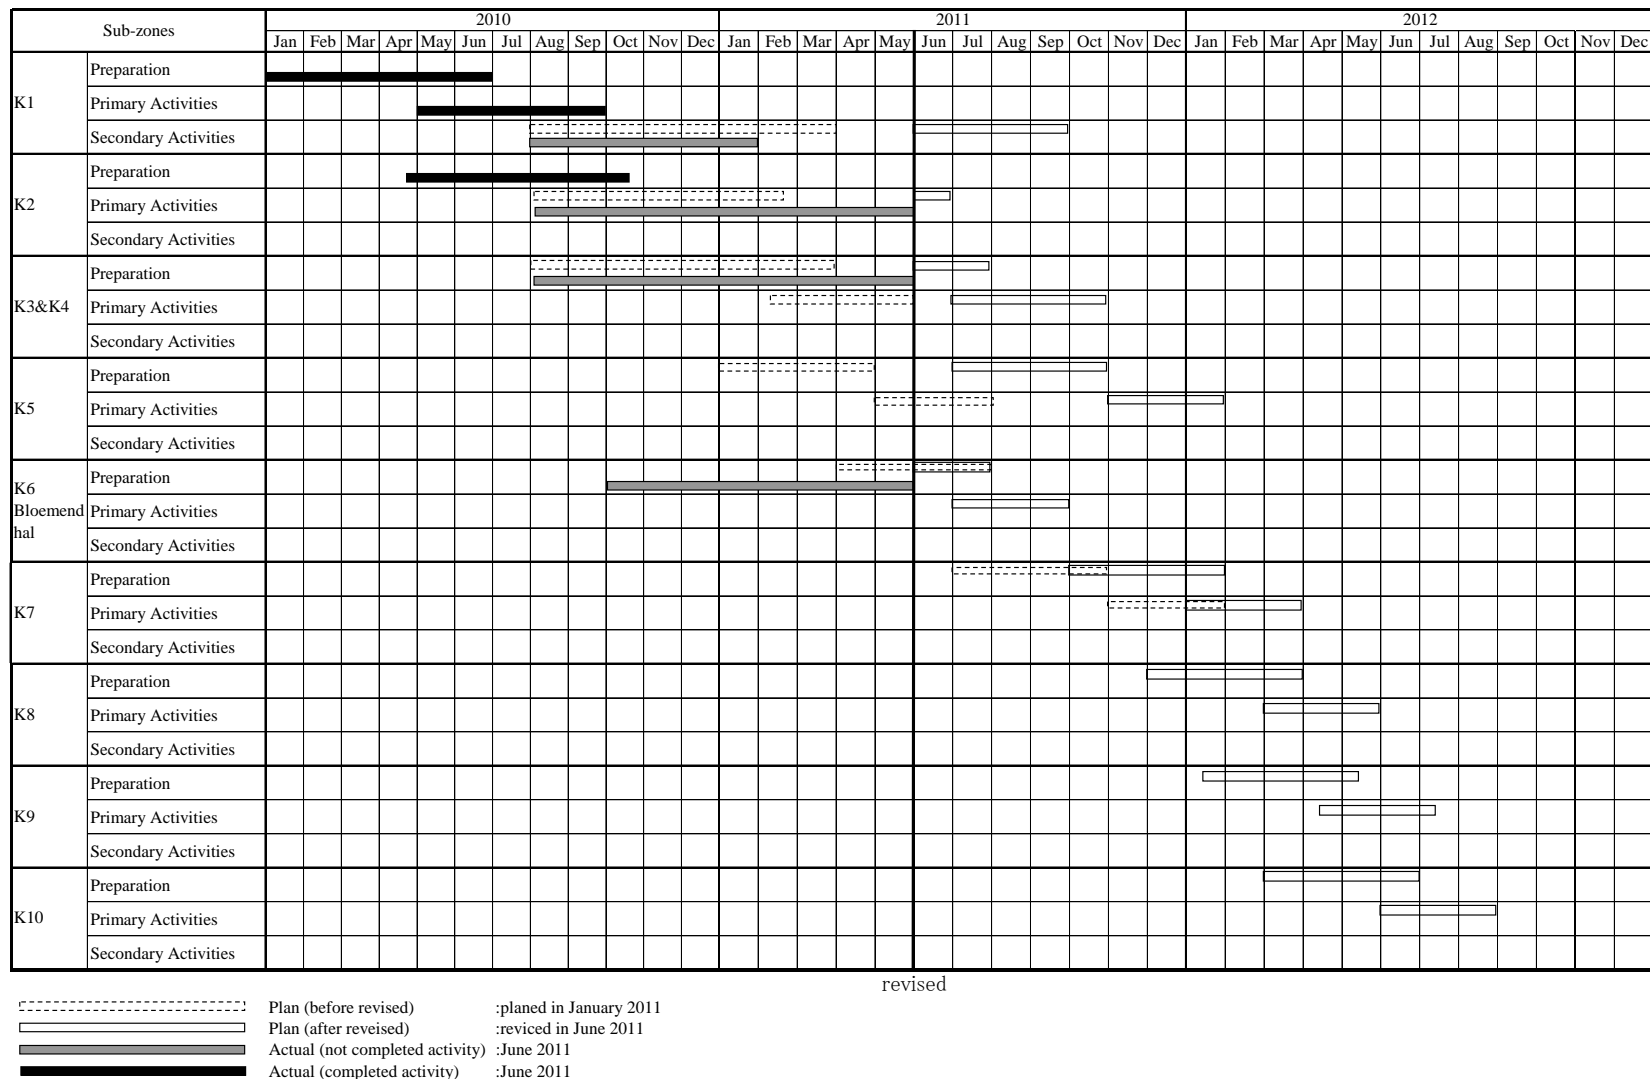 Sub-zones 2010 2011 2012
Jan Feb Mar Apr May Jun Jul Aug Sep Oct Nov Dec Jan Feb Mar Apr May Jun Jul Aug Sep Oct Nov Dec Jan Feb Mar Apr May Jun Jul Aug Sep Oct Nov Dec
K1
Preparation
Primary Activities
Secondary Activities
K2
Preparation
Primary Activities
Secondary Activities
K3&K4
Preparation
Primary Activities
Secondary Activities
K5
Preparation
Primary Activities
Secondary Activities
K6
Bloemend
hal
Preparation
Primary Activities
Secondary Activities
K7
Preparation
Primary Activities
Secondary Activities
K8
Preparation
Primary Activities
Secondary Activities
K9
Preparation
Primary Activities
Secondary Activities
K10
Preparation
Primary Activities
Secondary Activities
revised
Plan (before revised) :planed in January 2011
Plan (after reveised) :reviced in June 2011
Actual (not completed activity) :June 2011
Actual (completed activity) :June 2011